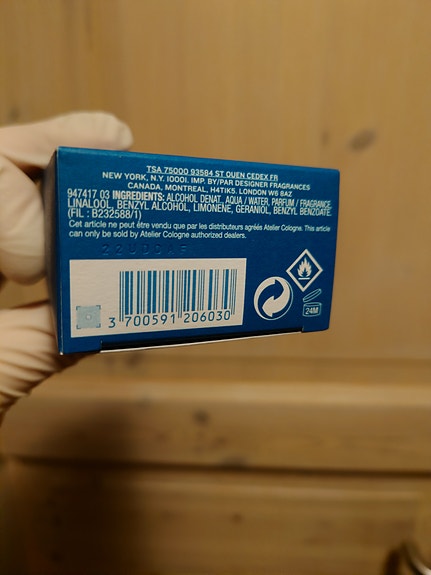 TSA 75000 93584 ST OUEN CEDEX FR
NEW YORK, N.Y. 10001. IMP. BY/PAR DESIGNER FRAGRANCES
CANADA, MONTREAL, H4T1K5. LONDON W6 8AZ
947417 03 INGREDIENTS: ALCOHOL DENAT., AQUA / WATER, PARFUM / FRAGRANCE,
LINALOOL, BENZYL ALCOHOL, LIMONENE, GERANIOL, BENZYL BENZOATE.
(FIL : B232588/1)
Cet article ne peut être vendu que par les distributeurs agréés Atelier Cologne. This article
can only be sold by Atelier Cologne authorized dealers.
3 700591 206030
24M